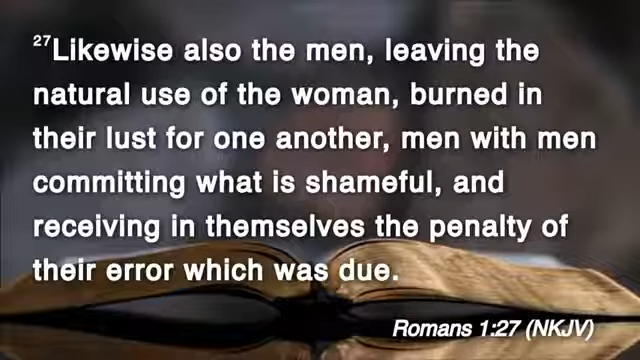 27Likewise also the men, leaving the
natural use of the woman, burned in
their lust for one another, men with men
committing what is shameful, and
receiving in themselves the penalty of
their error which was due.
Romans 1:27 (NKJV)